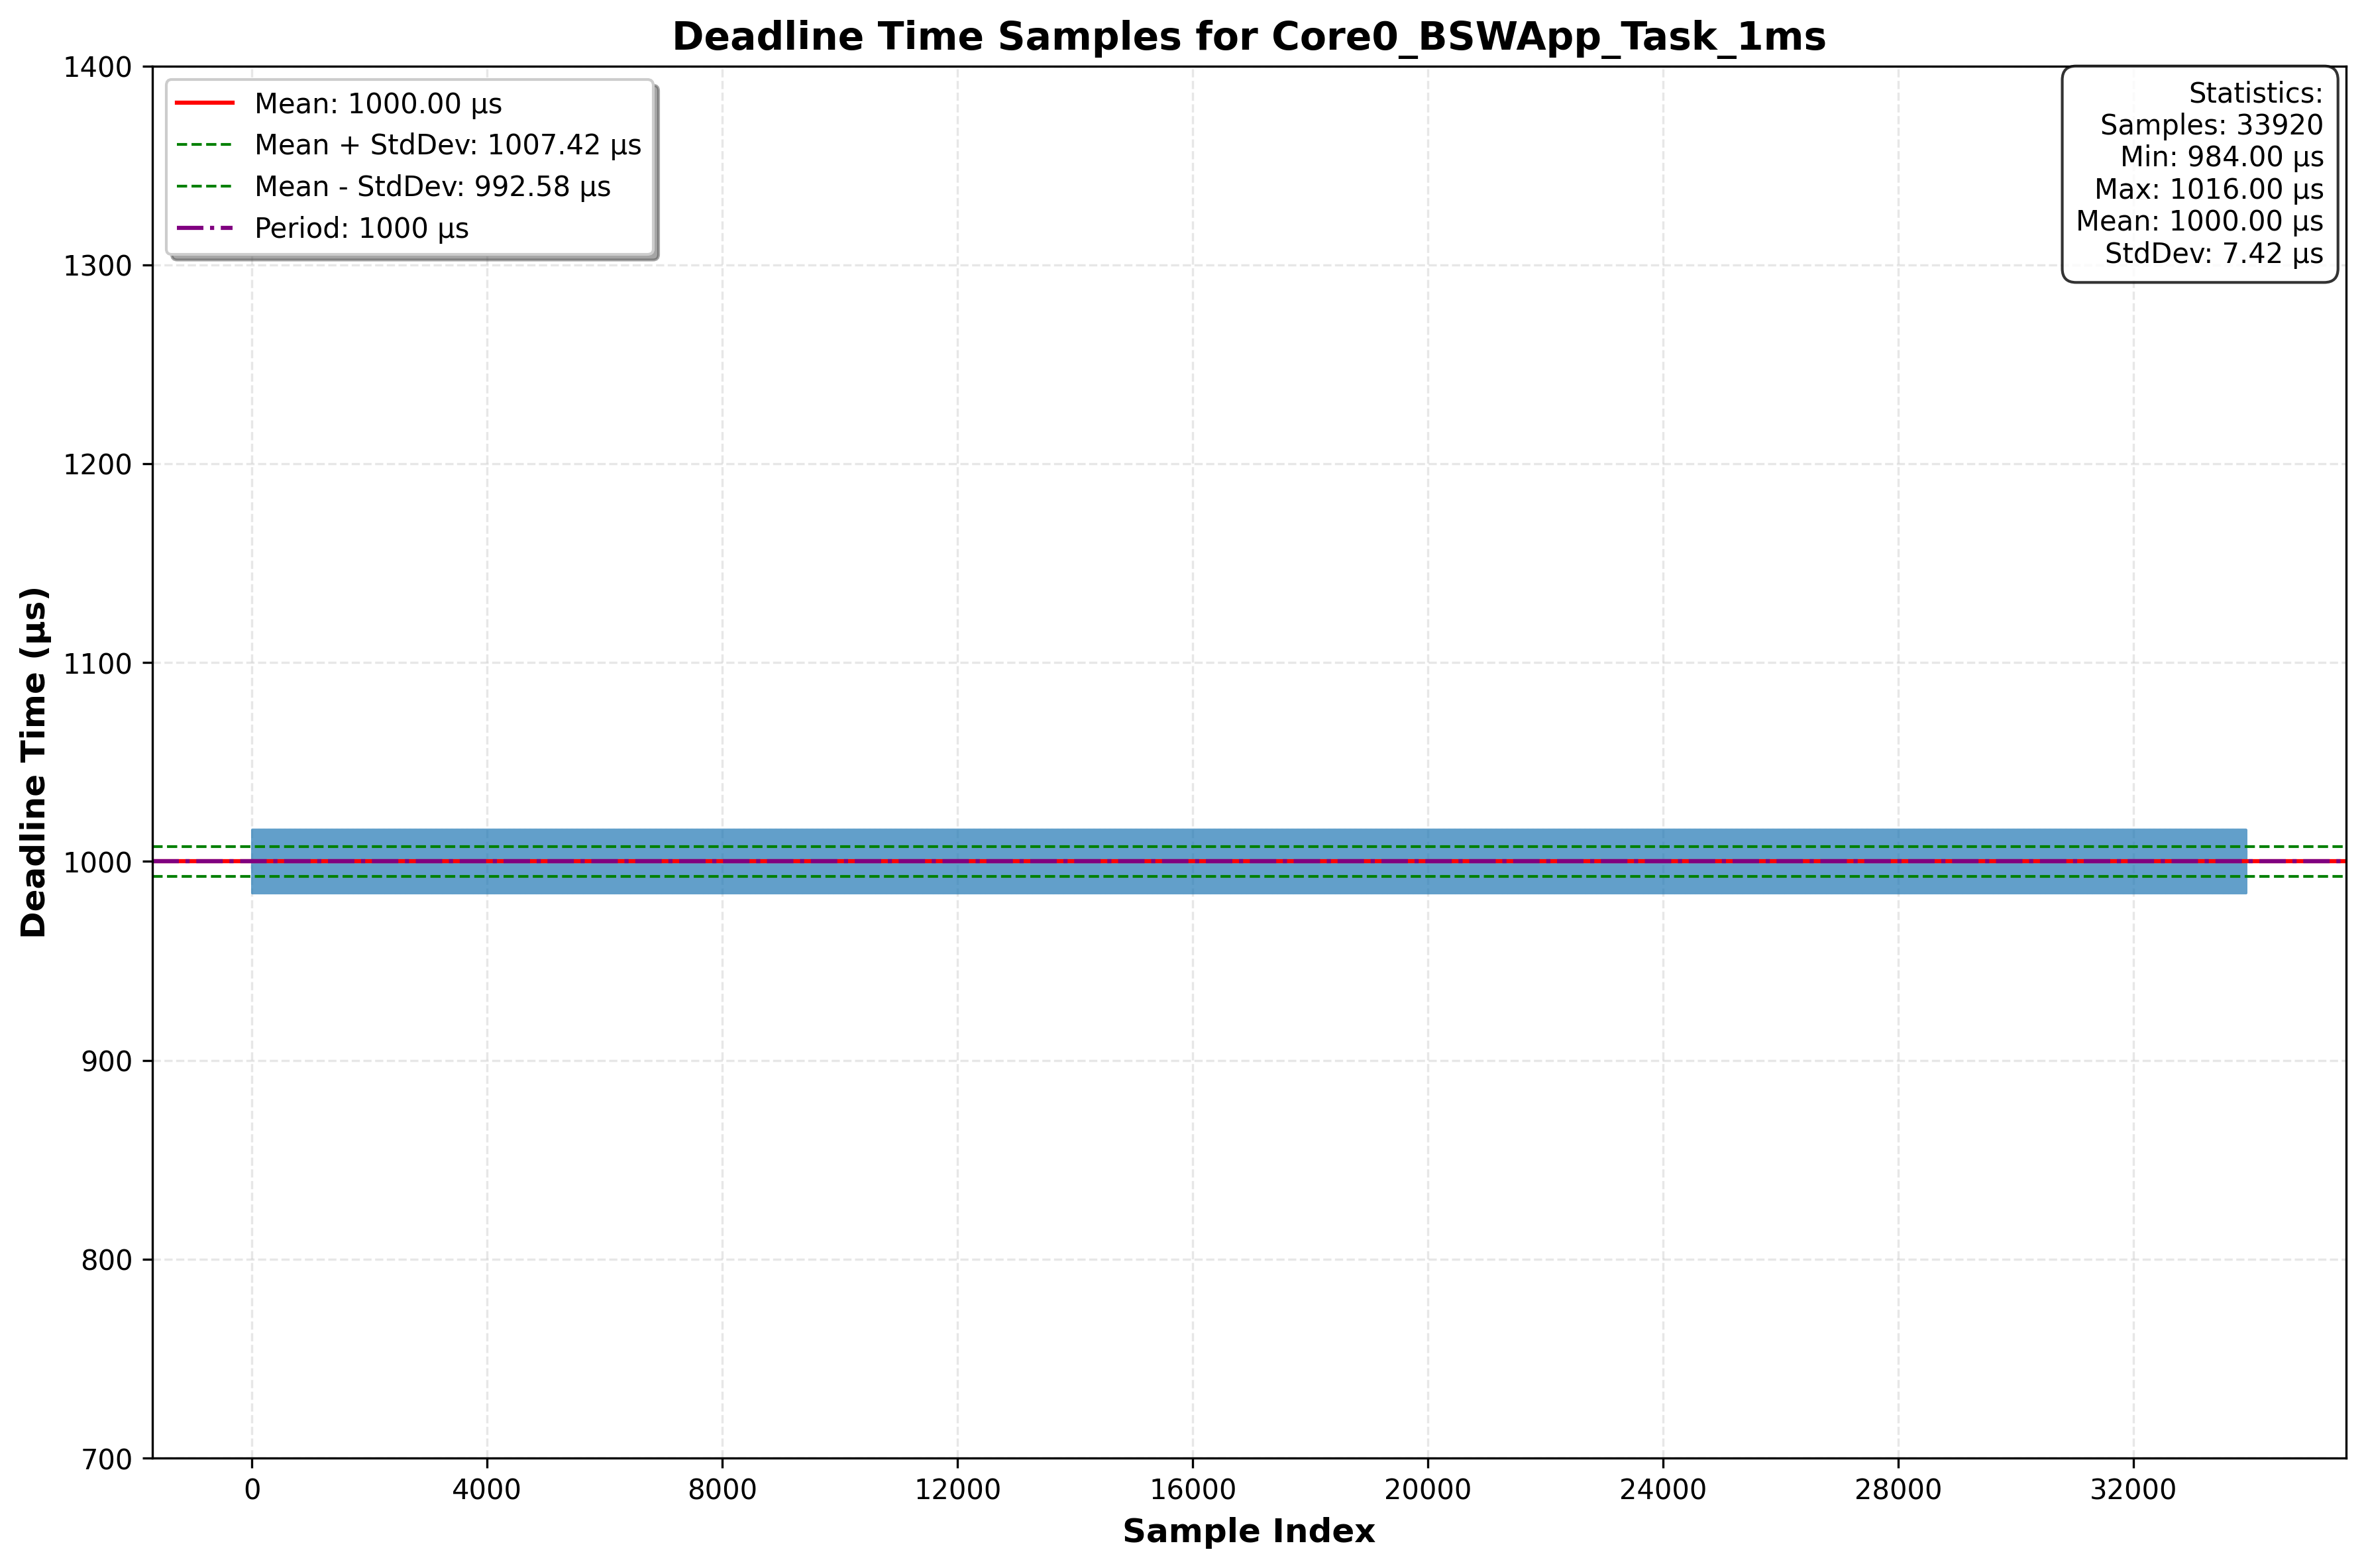 Deadline Time Samples for Core0_BSWApp_Task_1ms
Mean: 1000.00 µs
Mean + StdDev: 1007.42 µs
Mean - StdDev: 992.58 µs
Period: 1000 µs
Statistics:
Samples: 33920
Min: 984.00 µs
Max: 1016.00 µs
Mean: 1000.00 µs
StdDev: 7.42 µs
Deadline Time (µs)
1400
1300
1200
1100
1000
900
800
700
0 4000 8000 12000 16000 20000 24000 28000 32000
Sample Index